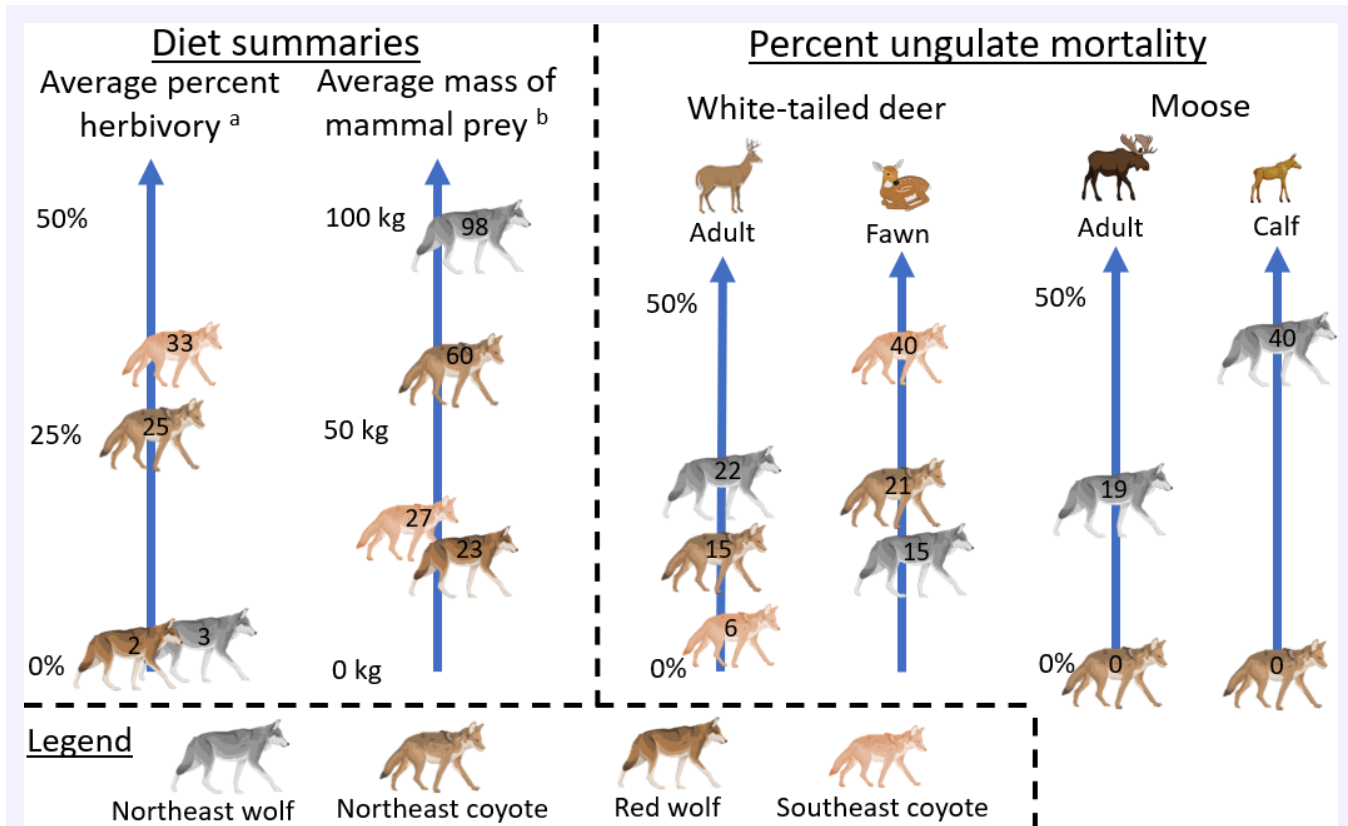 Diet summaries
Average percent
herbivory a
50%
33
25%
25
2
3
0%
Average mass of
mammal prey b
100 kg
98
60
50 kg
27
23
0 kg
Percent ungulate mortality
White-tailed deer
Adult
50%
22
15
6
0%
Fawn
40
21
15
Moose
Adult
50%
19
0%
0
Calf
40
0
Legend
Northeast wolf
Northeast coyote
Red wolf
Southeast coyote